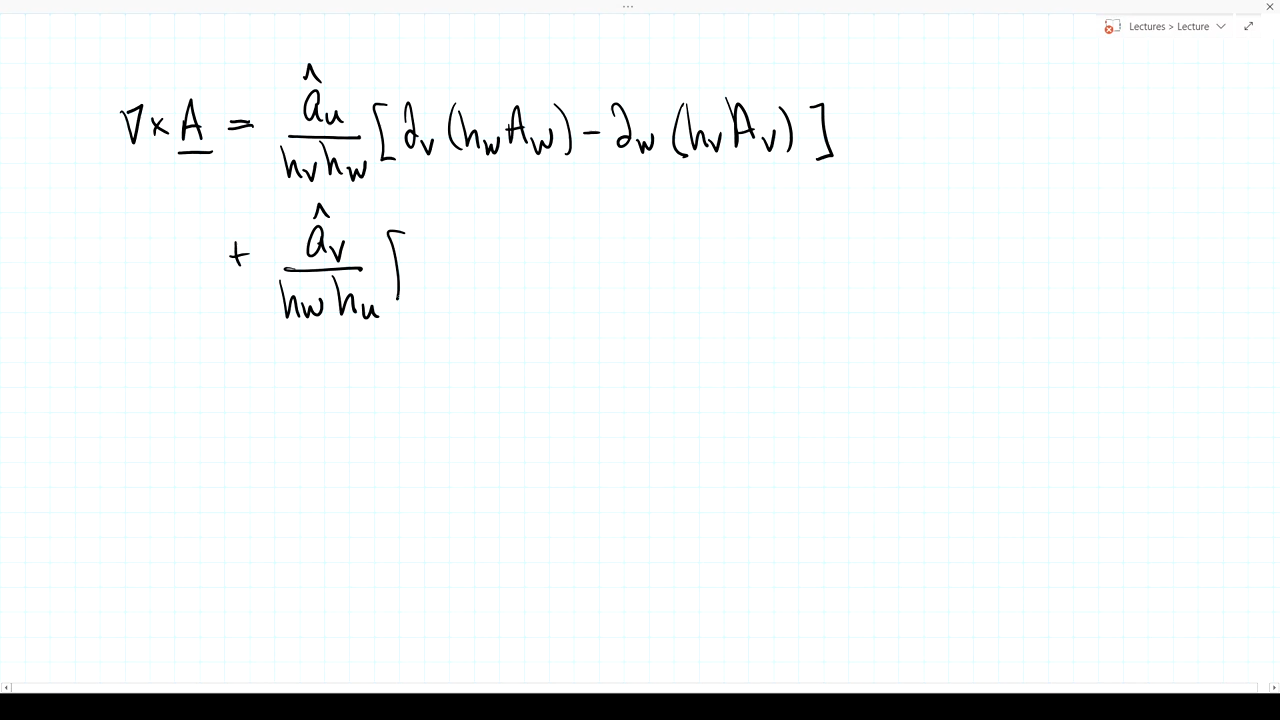 Lectures > Lecture
∇ × A = â_u / (h_v h_w) [ ∂_v (h_w A_w) − ∂_w (h_v A_v) ]
+ â_v / (h_w h_u) [